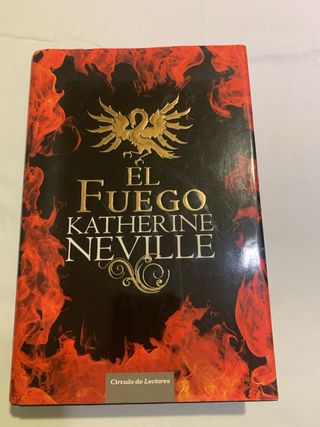 EL
FUEGO
KATHERINE
NEVILLE
Círculo de Lectores